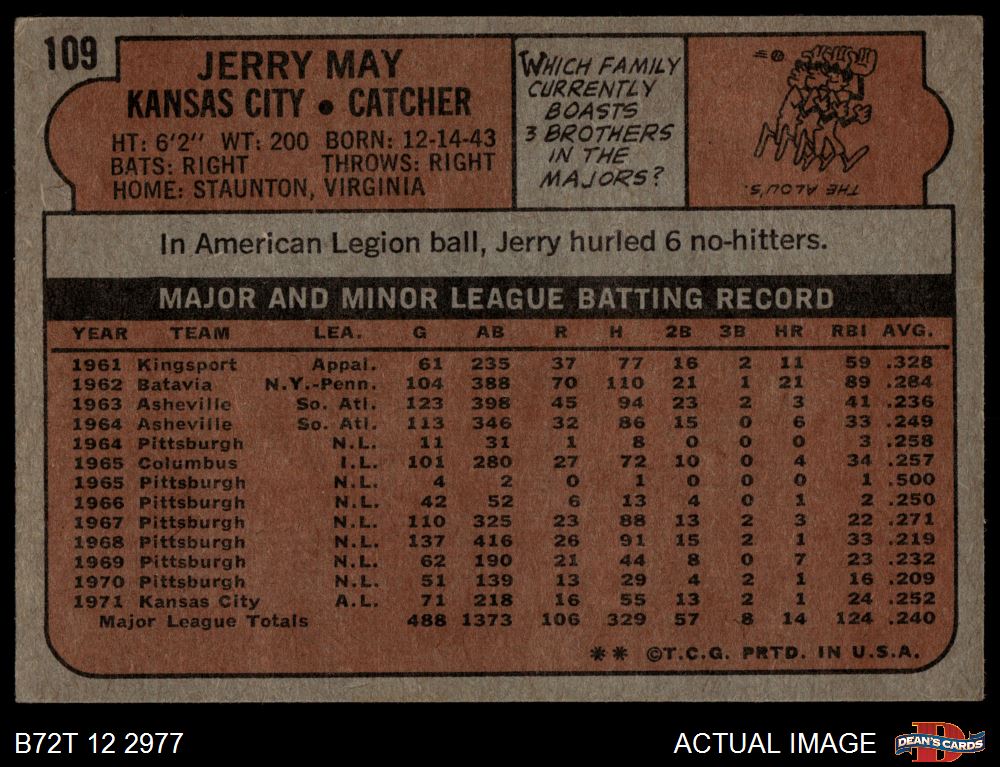 109
JERRY MAY
KANSAS CITY • CATCHER
HT: 6'2" WT: 200 BORN: 12-14-43
BATS: RIGHT THROWS: RIGHT
HOME: STAUNTON, VIRGINIA
WHICH FAMILY
CURRENTLY
BOASTS
3 BROTHERS
IN THE
MAJORS?
THE ALOU'S.
In American Legion ball, Jerry hurled 6 no-hitters.
MAJOR AND MINOR LEAGUE BATTING RECORD
YEAR TEAM LEA. G AB R H 2B 3B HR RBI AVG.
1961 Kingsport Appal. 61 235 37 77 16 2 11 59 .328
1962 Batavia N.Y.-Penn. 104 388 70 110 21 1 21 89 .284
1963 Asheville So. Atl. 123 398 45 94 23 2 3 41 .236
1964 Asheville So. Atl. 113 346 32 86 15 0 6 33 .249
1964 Pittsburgh N.L. 11 31 1 8 0 0 0 3 .258
1965 Columbus I.L. 101 280 27 72 10 0 4 34 .257
1965 Pittsburgh N.L. 4 2 0 1 0 0 0 1 .500
1966 Pittsburgh N.L. 42 52 6 13 4 0 1 2 .250
1967 Pittsburgh N.L. 110 325 23 88 13 2 3 22 .271
1968 Pittsburgh N.L. 137 416 26 91 15 2 1 33 .219
1969 Pittsburgh N.L. 62 190 21 44 8 0 7 23 .232
1970 Pittsburgh N.L. 51 139 13 29 4 2 1 16 .209
1971 Kansas City A.L. 71 218 16 55 13 2 1 24 .252
Major League Totals 488 1373 106 329 57 8 14 124 .240
** ©T.C.G. PRTD. IN U.S.A.
B72T 12 2977
ACTUAL IMAGE
D
DEAN'S CARDS